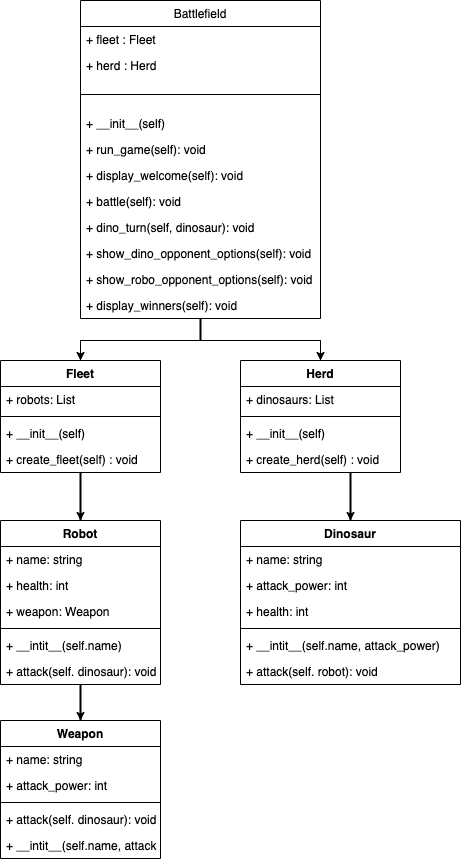 Battlefield
+ fleet : Fleet
+ herd : Herd
+ __init__(self)
+ run_game(self): void
+ display_welcome(self): void
+ battle(self): void
+ dino_turn(self, dinosaur): void
+ show_dino_opponent_options(self): void
+ show_robo_opponent_options(self): void
+ display_winners(self): void
Fleet
+ robots: List
+ __init__(self)
+ create_fleet(self) : void
Herd
+ dinosaurs: List
+ __init__(self)
+ create_herd(self) : void
Robot
+ name: string
+ health: int
+ weapon: Weapon
+ __intit__(self.name)
+ attack(self. dinosaur): void
Dinosaur
+ name: string
+ attack_power: int
+ health: int
+ __intit__(self.name, attack_power)
+ attack(self. robot): void
Weapon
+ name: string
+ attack_power: int
+ attack(self. dinosaur): void
+ __intit__(self.name, attack